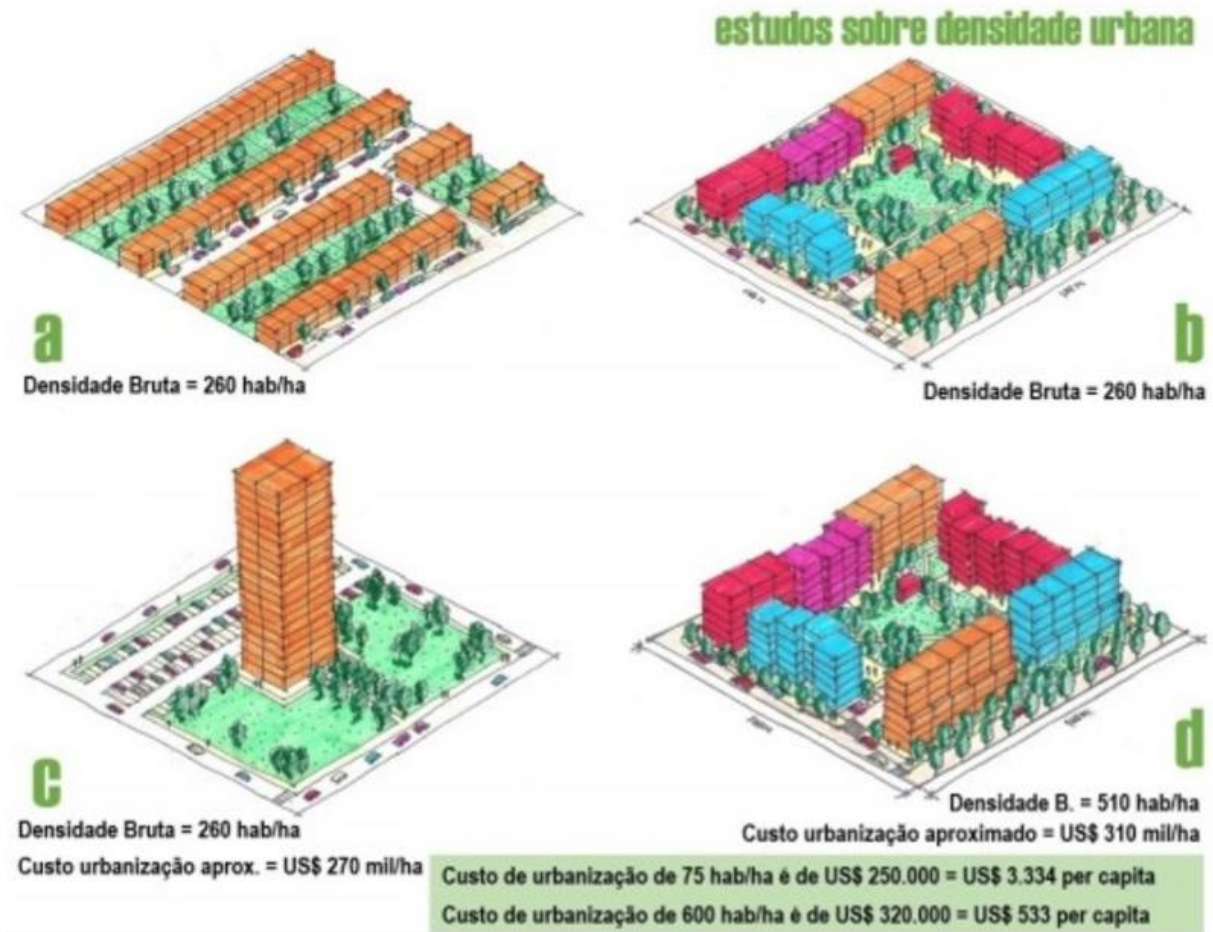 estudos sobre densidade urbana
a
Densidade Bruta = 260 hab/ha
b
Densidade Bruta = 260 hab/ha
c
Densidade Bruta = 260 hab/ha
Custo urbanização aprox. = US$ 270 mil/ha
d
Densidade B. = 510 hab/ha
Custo urbanização aproximado = US$ 310 mil/ha
Custo de urbanização de 75 hab/ha é de US$ 250.000 = US$ 3.334 per capita
Custo de urbanização de 600 hab/ha é de US$ 320.000 = US$ 533 per capita